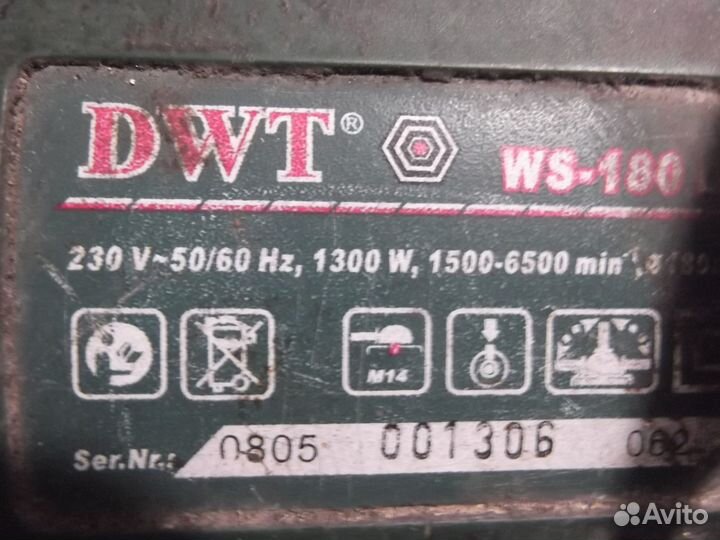 DWT® WS-180
230 V~50/60 Hz, 1300 W, 1500-6500 min
M14
Ser.Nr.: 0805 001306 062
Avito